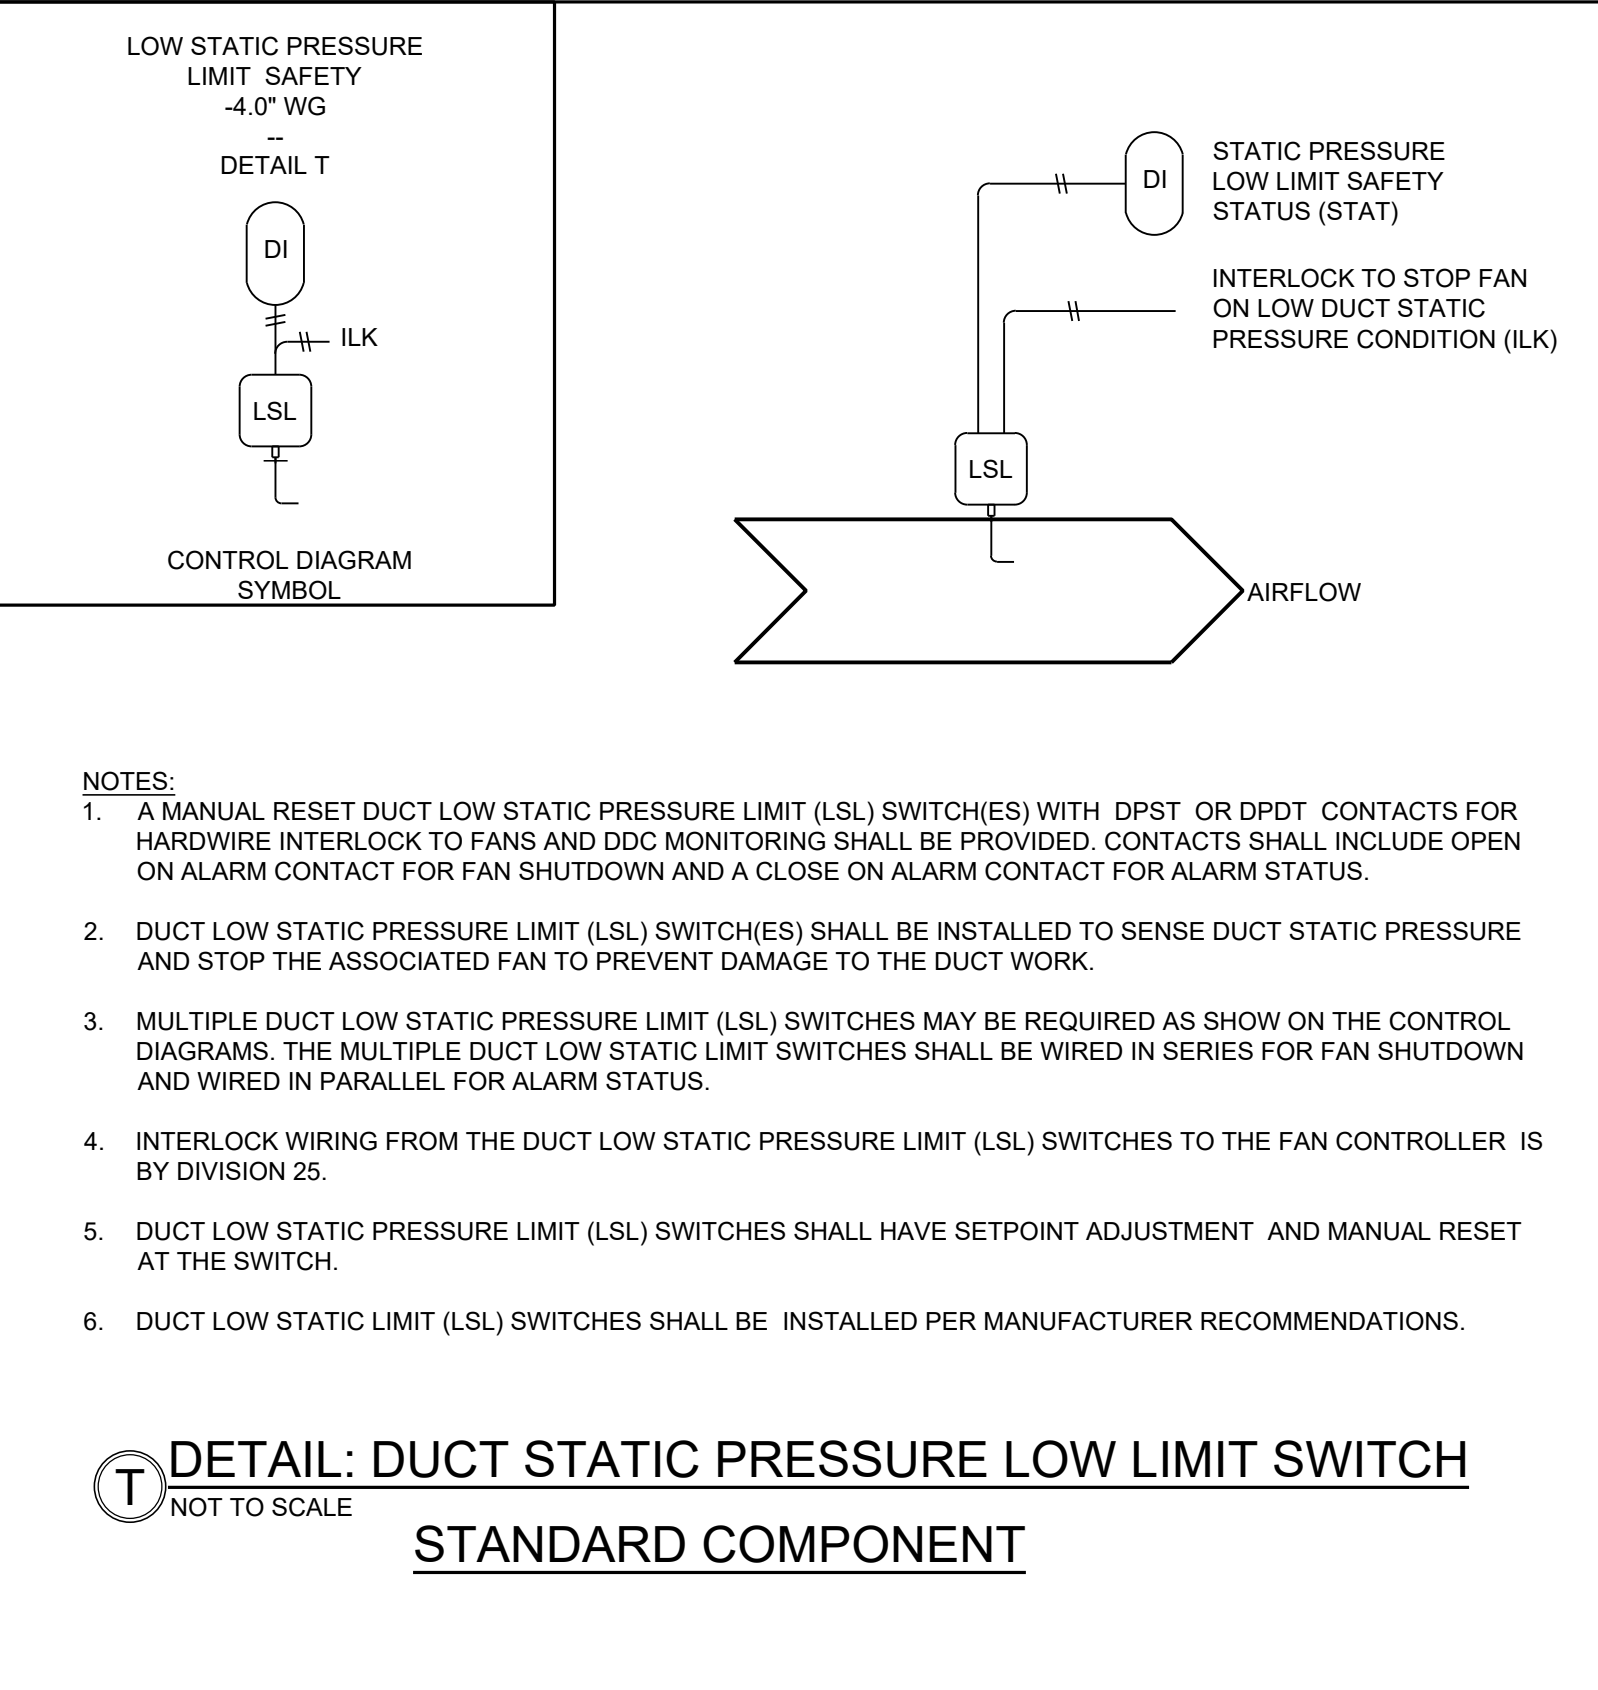 LOW STATIC PRESSURE
LIMIT SAFETY
-4.0" WG
--
DETAIL T
DI
ILK
LSL
CONTROL DIAGRAM
SYMBOL
DI
STATIC PRESSURE
LOW LIMIT SAFETY
STATUS (STAT)
INTERLOCK TO STOP FAN
ON LOW DUCT STATIC
PRESSURE CONDITION (ILK)
LSL
AIRFLOW
NOTES:
1. A MANUAL RESET DUCT LOW STATIC PRESSURE LIMIT (LSL) SWITCH(ES) WITH DPST OR DPDT CONTACTS FOR
HARDWIRE INTERLOCK TO FANS AND DDC MONITORING SHALL BE PROVIDED. CONTACTS SHALL INCLUDE OPEN
ON ALARM CONTACT FOR FAN SHUTDOWN AND A CLOSE ON ALARM CONTACT FOR ALARM STATUS.
2. DUCT LOW STATIC PRESSURE LIMIT (LSL) SWITCH(ES) SHALL BE INSTALLED TO SENSE DUCT STATIC PRESSURE
AND STOP THE ASSOCIATED FAN TO PREVENT DAMAGE TO THE DUCT WORK.
3. MULTIPLE DUCT LOW STATIC PRESSURE LIMIT (LSL) SWITCHES MAY BE REQUIRED AS SHOW ON THE CONTROL
DIAGRAMS. THE MULTIPLE DUCT LOW STATIC LIMIT SWITCHES SHALL BE WIRED IN SERIES FOR FAN SHUTDOWN
AND WIRED IN PARALLEL FOR ALARM STATUS.
4. INTERLOCK WIRING FROM THE DUCT LOW STATIC PRESSURE LIMIT (LSL) SWITCHES TO THE FAN CONTROLLER IS
BY DIVISION 25.
5. DUCT LOW STATIC PRESSURE LIMIT (LSL) SWITCHES SHALL HAVE SETPOINT ADJUSTMENT AND MANUAL RESET
AT THE SWITCH.
6. DUCT LOW STATIC LIMIT (LSL) SWITCHES SHALL BE INSTALLED PER MANUFACTURER RECOMMENDATIONS.
T DETAIL: DUCT STATIC PRESSURE LOW LIMIT SWITCH
NOT TO SCALE
STANDARD COMPONENT